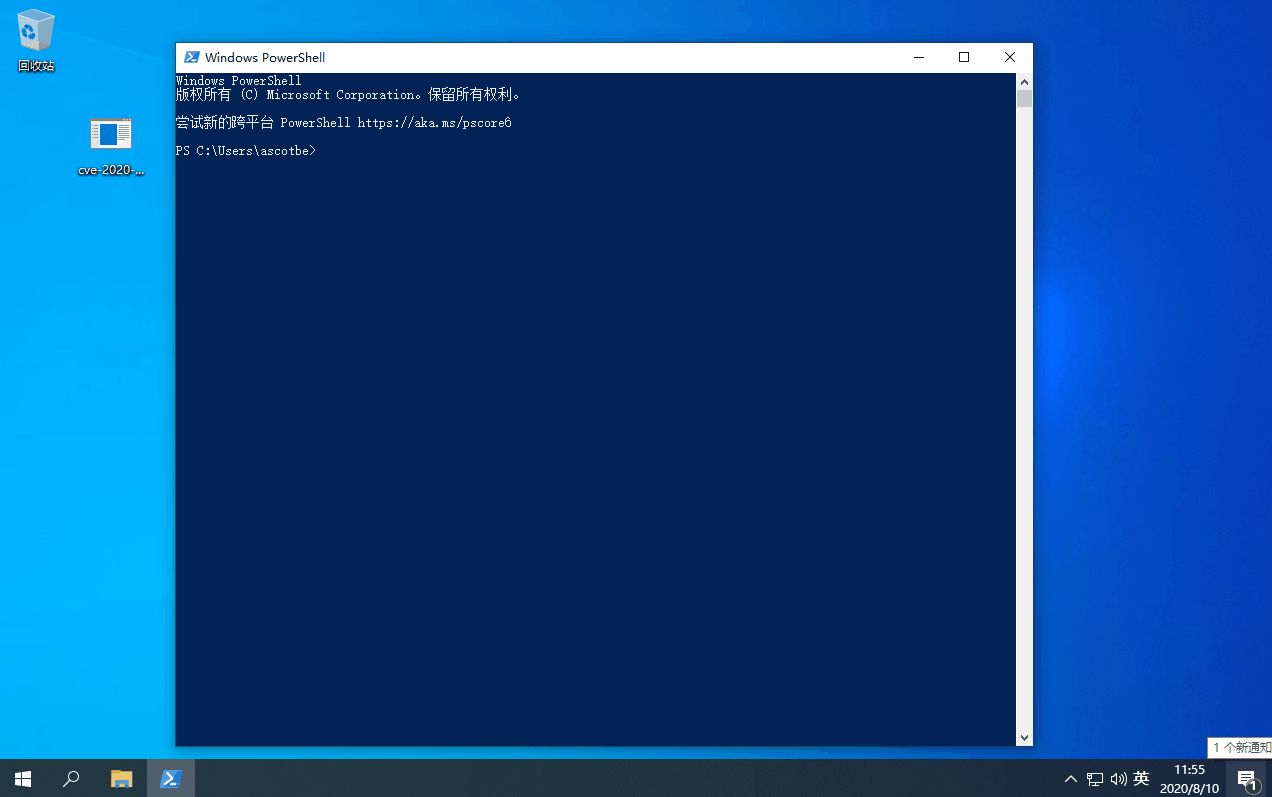 回收站
cve-2020-...
Windows PowerShell
Windows PowerShell
版权所有 (C) Microsoft Corporation。保留所有权利。
尝试新的跨平台 PowerShell https://aka.ms/pscore6
PS C:\Users\ascotbe>
1 个新通知
英
11:55
2020/8/10
1